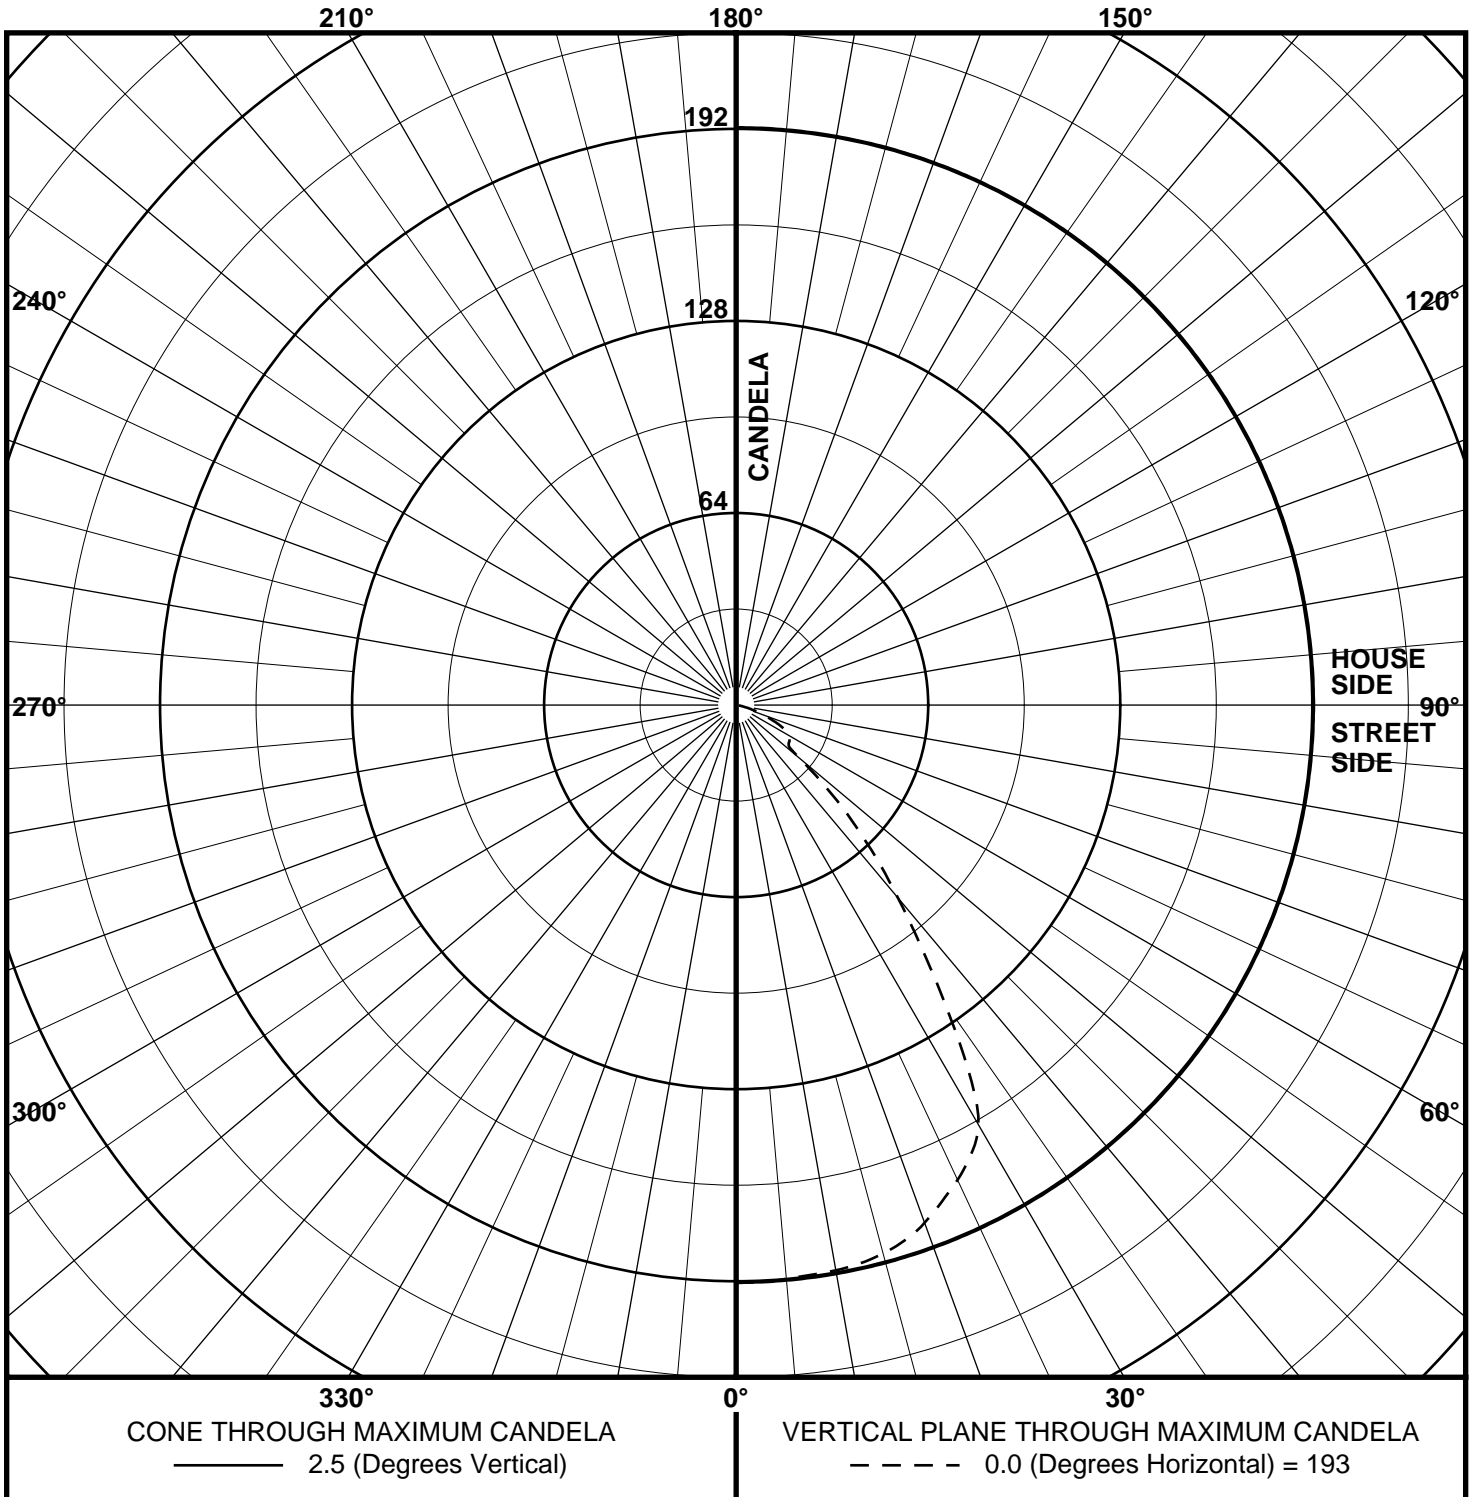 210°
180°
150°
192
240°
120°
128
CANDELA
64
HOUSE
SIDE
270°
90°
STREET
SIDE
300°
60°
330°
0°
30°
CONE THROUGH MAXIMUM CANDELA
2.5 (Degrees Vertical)
VERTICAL PLANE THROUGH MAXIMUM CANDELA
0.0 (Degrees Horizontal) = 193